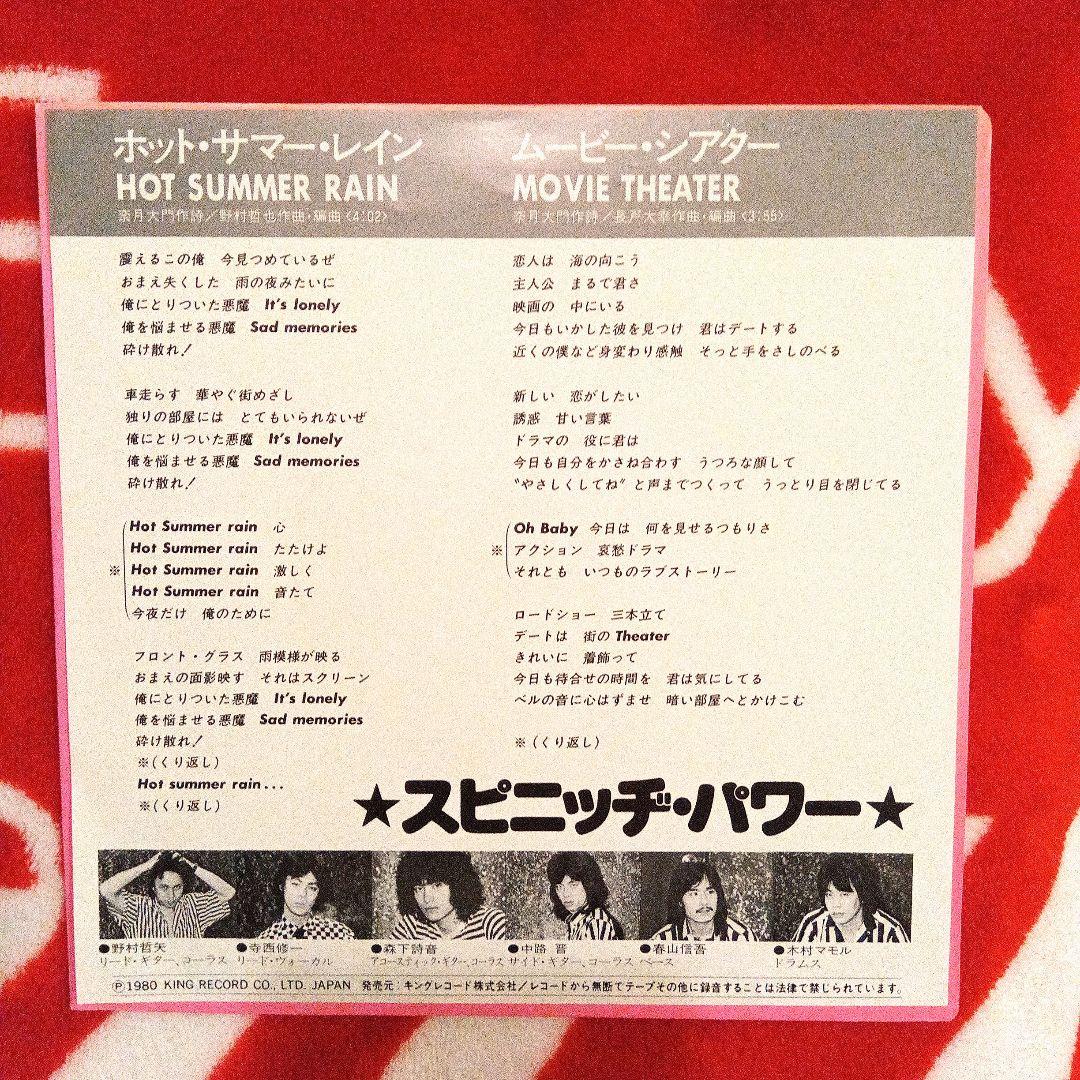 ホット・サマー・レイン
HOT SUMMER RAIN
奈月大門作詩／野村哲也作曲・編曲〈4:02〉
震えるこの俺 今見つめているぜ
おまえ失くした 雨の夜みたいに
俺にとりついた悪魔 It's lonely
俺を悩ませる悪魔 Sad memories
砕け散れ！
車走らす 華やぐ街めざし
独りの部屋には とてもいられないぜ
俺にとりついた悪魔 It's lonely
俺を悩ませる悪魔 Sad memories
砕け散れ！
Hot Summer rain 心
Hot Summer rain たたけよ
※ Hot Summer rain 激しく
Hot Summer rain 音たて
今夜だけ 俺のために
フロント・グラス 雨模様が映る
おまえの面影映す それはスクリーン
俺にとりついた悪魔 It's lonely
俺を悩ませる悪魔 Sad memories
砕け散れ！
※（くり返し）
Hot summer rain...
※（くり返し）
ムービー・シアター
MOVIE THEATER
奈月大門作詩／長戸大幸作曲・編曲〈3:55〉
恋人は 海の向こう
主人公 まるで君さ
映画の 中にいる
今日もいかした彼を見つけ 君はデートする
近くの僕など身変わり感触 そっと手をさしのべる
新しい 恋がしたい
誘惑 甘い言葉
ドラマの 役に君は
今日も自分をかさね合わす うつろな顔して
“やさしくしてね”と声までつくって うっとり目を閉じてる
Oh Baby 今日は 何を見せるつもりさ
※ アクション 哀愁ドラマ
それとも いつものラブストーリー
ロードショー 三本立て
デートは 街の Theater
きれいに 着飾って
今日も待合せの時間を 君は気にしてる
ベルの音に心はずませ 暗い部屋へとかけこむ
※（くり返し）
★スピニッヂ・パワー★
●野村哲矢
リード・ギター、コーラス
●寺西修一
リード・ヴォーカル
●森下詩音
アコースティック・ギター、コーラス
●中路 晋
サイド・ギター、コーラス
●春山信吾
ベース
●木村マモル
ドラムス
Ⓟ1980 KING RECORD CO., LTD. JAPAN 発売元：キングレコード株式会社／レコードから無断でテープその他に録音することは法律で禁じられています。